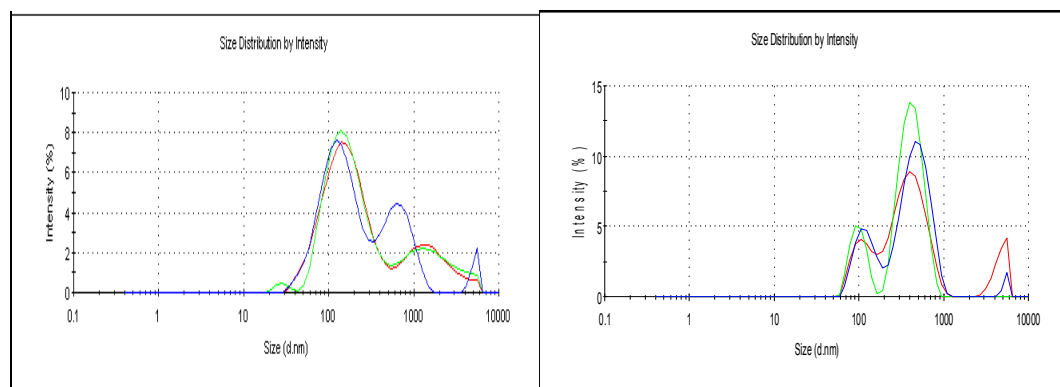 Size Distribution by Intensity
10
8
6
4
2
0
Intensity (%)
0.1 1 10 100 1000 10000
Size (d.nm)
Size Distribution by Intensity
15
10
5
0
Intensity (%)
0.1 1 10 100 1000 10000
Size (d.nm)